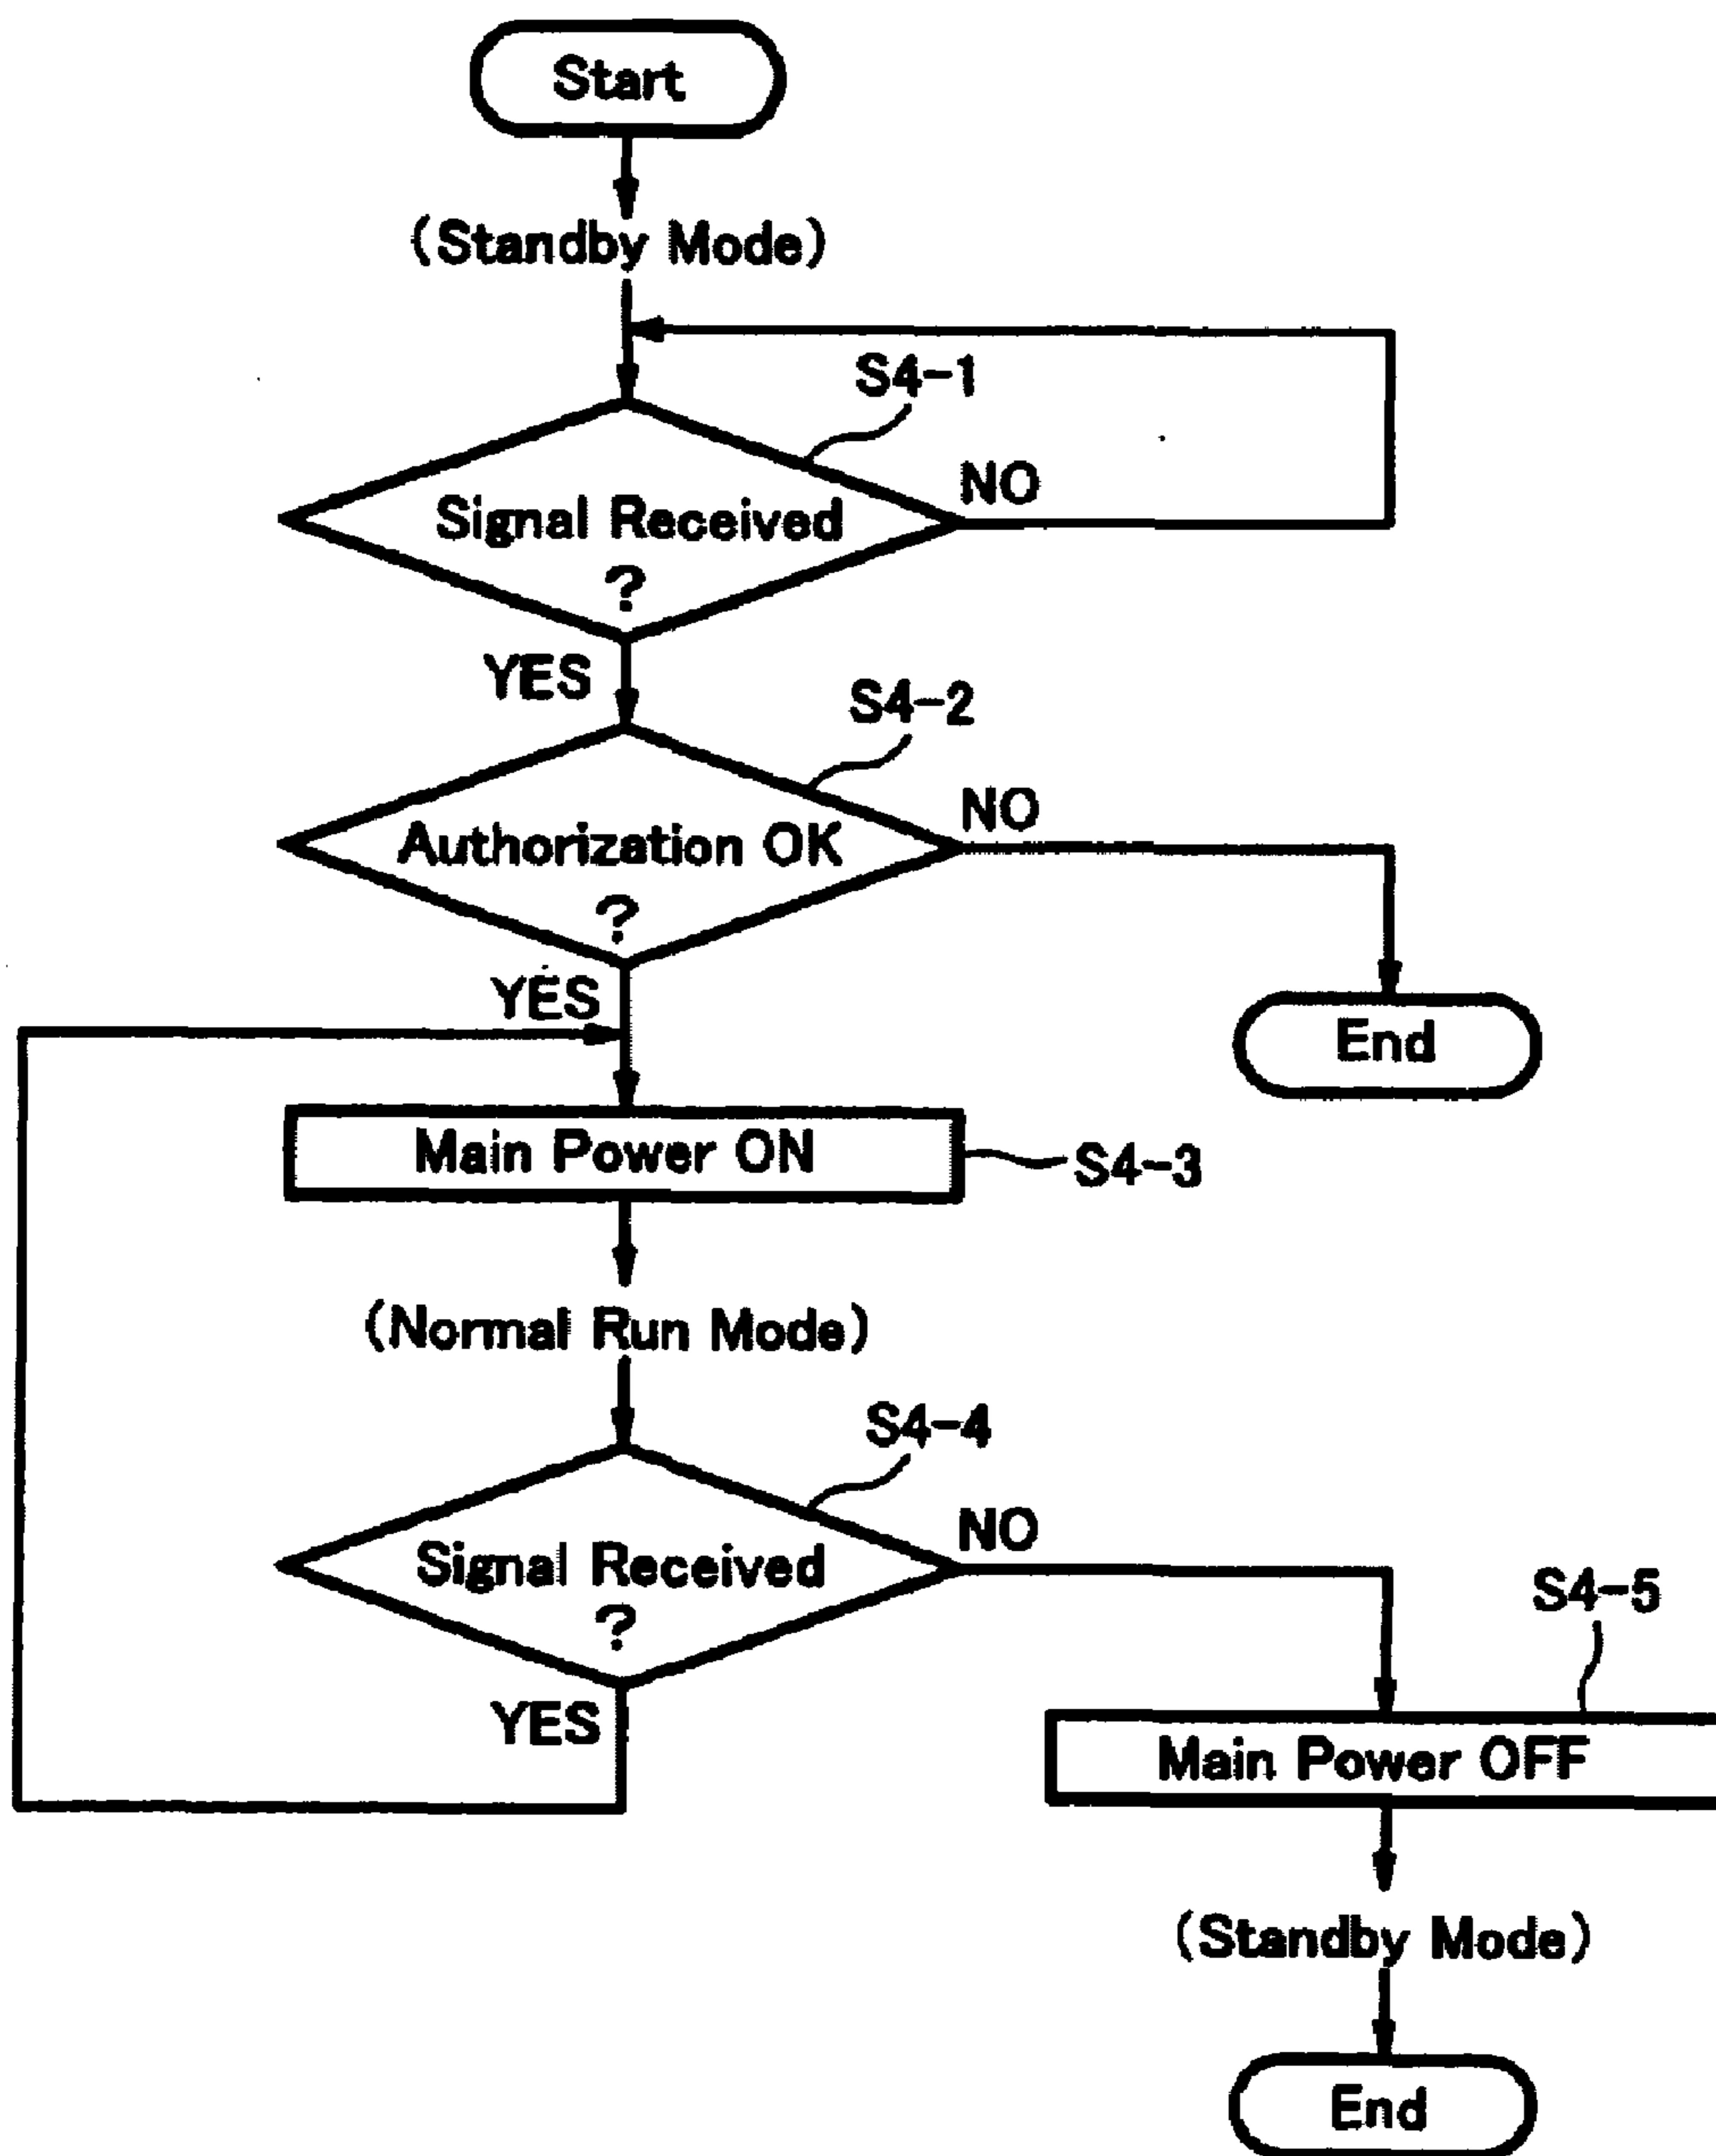 Start
(Standby Mode)
S4-1
Signal Received
?
NO
YES
S4-2
Authorization OK
?
NO
YES
End
Main Power ON
S4-3
(Normal Run Mode)
S4-4
Signal Received
?
NO
YES
S4-5
Main Power OFF
(Standby Mode)
End